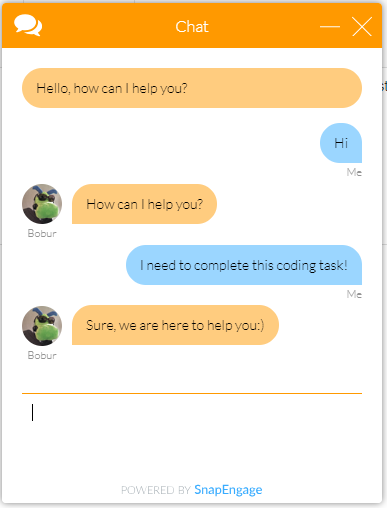 Chat
Hello, how can I help you?
Hi
Me
How can I help you?
Bobur
I need to complete this coding task!
Me
Sure, we are here to help you:)
Bobur
POWERED BY SnapEngage